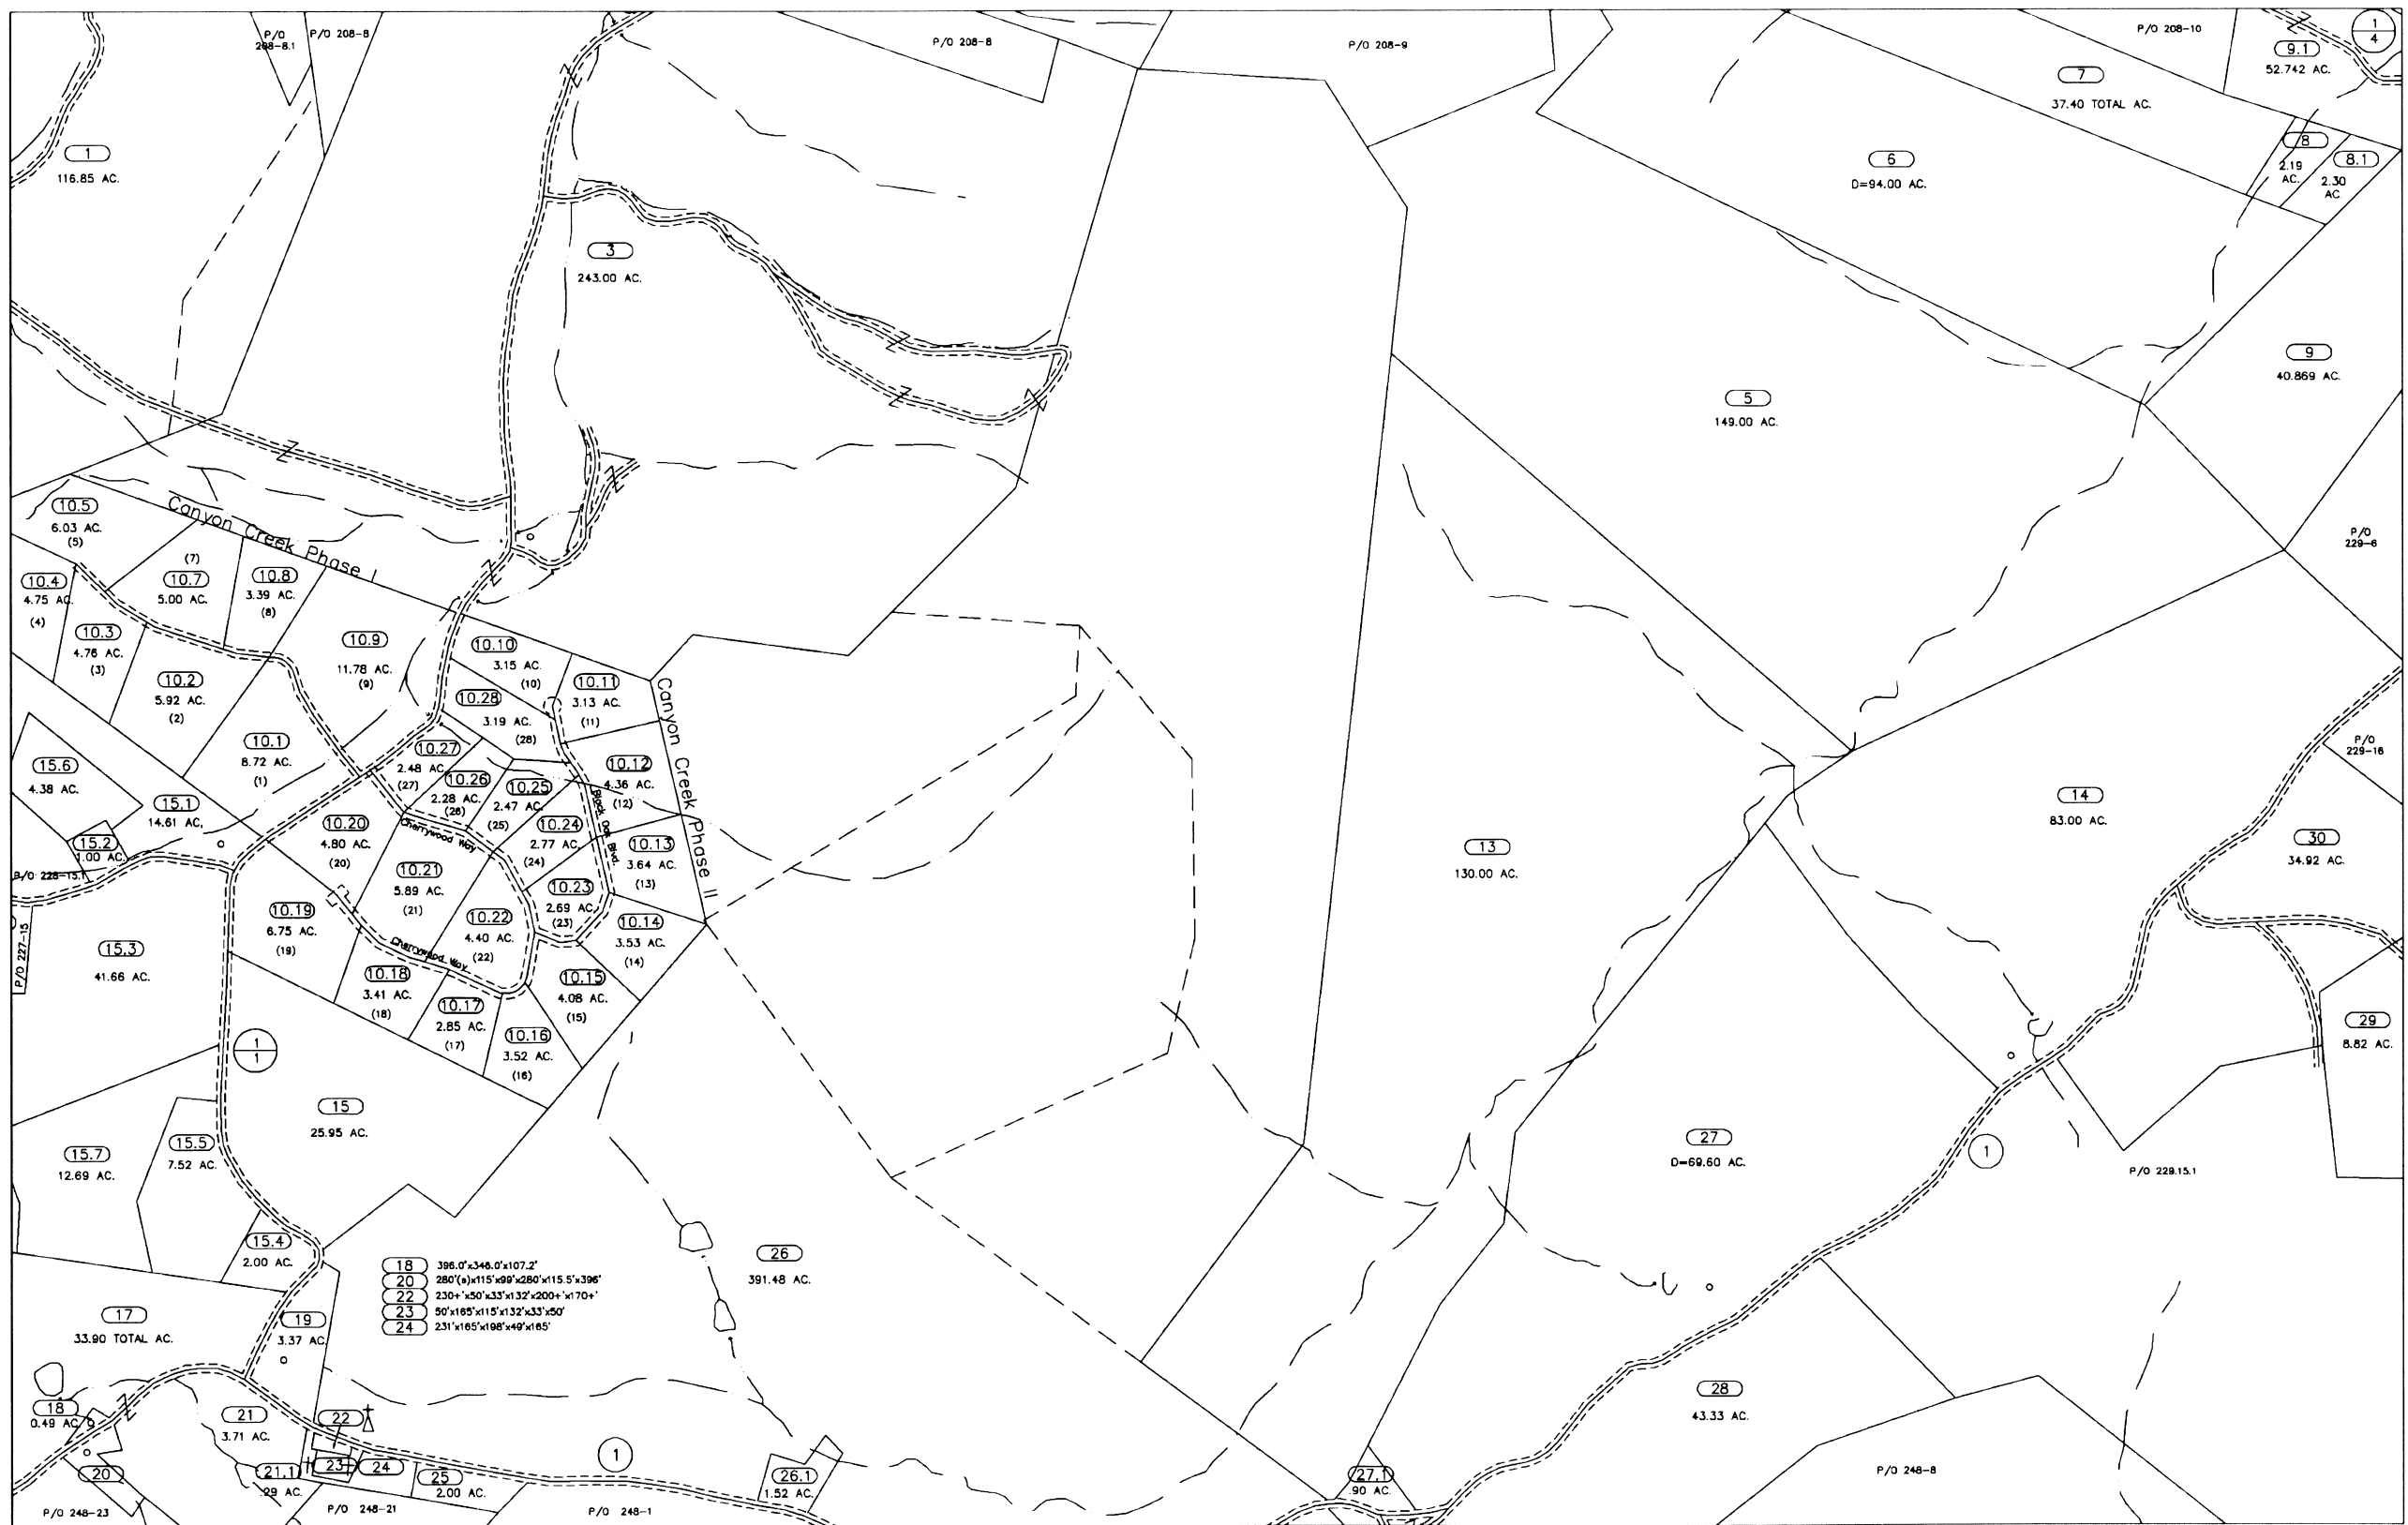 P/O
208-8.1
P/O 208-8
P/O 208-8
P/O 208-9
P/O 208-10
9.1
52.742 AC.
1
4
7
37.40 TOTAL AC.
1
116.85 AC.
6
D=94.00 AC.
8
2.19
AC.
8.1
2.30
AC.
3
243.00 AC.
9
40.869 AC.
5
149.00 AC.
10.5
6.03 AC.
(5)
Canyon Creek Phase I
P/O
229-6
(7)
10.7
5.00 AC.
10.8
3.39 AC.
(8)
10.4
4.75 AC.
(4)
10.3
4.76 AC.
(3)
10.9
11.78 AC.
(9)
10.10
3.15 AC.
(10)
10.2
5.92 AC.
(2)
10.11
3.13 AC.
(11)
10.28
3.19 AC.
(28)
Canyon Creek Phase II
10.1
8.72 AC.
(1)
10.27
2.48 AC.
(27)
P/O
229-16
15.6
4.38 AC.
10.26
2.28 AC.
(26)
10.25
2.47 AC.
(25)
10.12
4.36 AC.
(12)
Black Oak Blvd.
15.1
14.61 AC.
14
83.00 AC.
10.20
4.80 AC.
(20)
Cherrywood Way
10.24
2.77 AC.
(24)
15.2
1.00 AC.
10.13
3.64 AC.
(13)
13
130.00 AC.
30
34.92 AC.
P/O 228-15.1
10.21
5.89 AC.
(21)
10.23
2.69 AC.
(23)
10.19
6.75 AC.
(19)
10.22
4.40 AC.
(22)
10.14
3.53 AC.
(14)
P/O 227-15
15.3
41.66 AC.
Cherrywood Way
10.18
3.41 AC.
(18)
10.15
4.08 AC.
(15)
10.17
2.85 AC.
(17)
10.16
3.52 AC.
(16)
29
8.82 AC.
1
1
15
25.95 AC.
15.5
7.52 AC.
15.7
12.69 AC.
27
D=69.60 AC.
1
P/O 229.15.1
15.4
2.00 AC.
26
391.48 AC.
18 396.0'x346.0'x107.2'
20 280'(s)x115'x99'x280'x115.5'x396'
22 230+'x50'x33'x132'x200+'x170+'
23 50'x165'x115'x132'x33'x50'
24 231'x165'x198'x49'x165'
17
33.90 TOTAL AC.
19
3.37 AC.
28
43.33 AC.
18
0.49 AC.
21
3.71 AC.
22
1
20
21.1
.29 AC.
23
24
25
2.00 AC.
26.1
1.52 AC.
27.1
.90 AC.
P/O 248-8
P/O 248-23
P/O 248-21
P/O 248-1